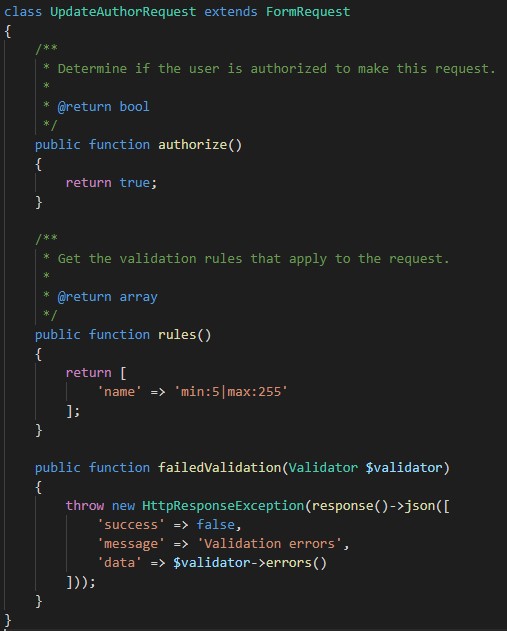 class UpdateAuthorRequest extends FormRequest
{
    /**
     * Determine if the user is authorized to make this request.
     *
     * @return bool
     */
    public function authorize()
    {
        return true;
    }

    /**
     * Get the validation rules that apply to the request.
     *
     * @return array
     */
    public function rules()
    {
        return [
            'name' => 'min:5|max:255'
        ];
    }

    public function failedValidation(Validator $validator)
    {
        throw new HttpResponseException(response()->json([
            'success' => false,
            'message' => 'Validation errors',
            'data' => $validator->errors()
        ]));
    }
}